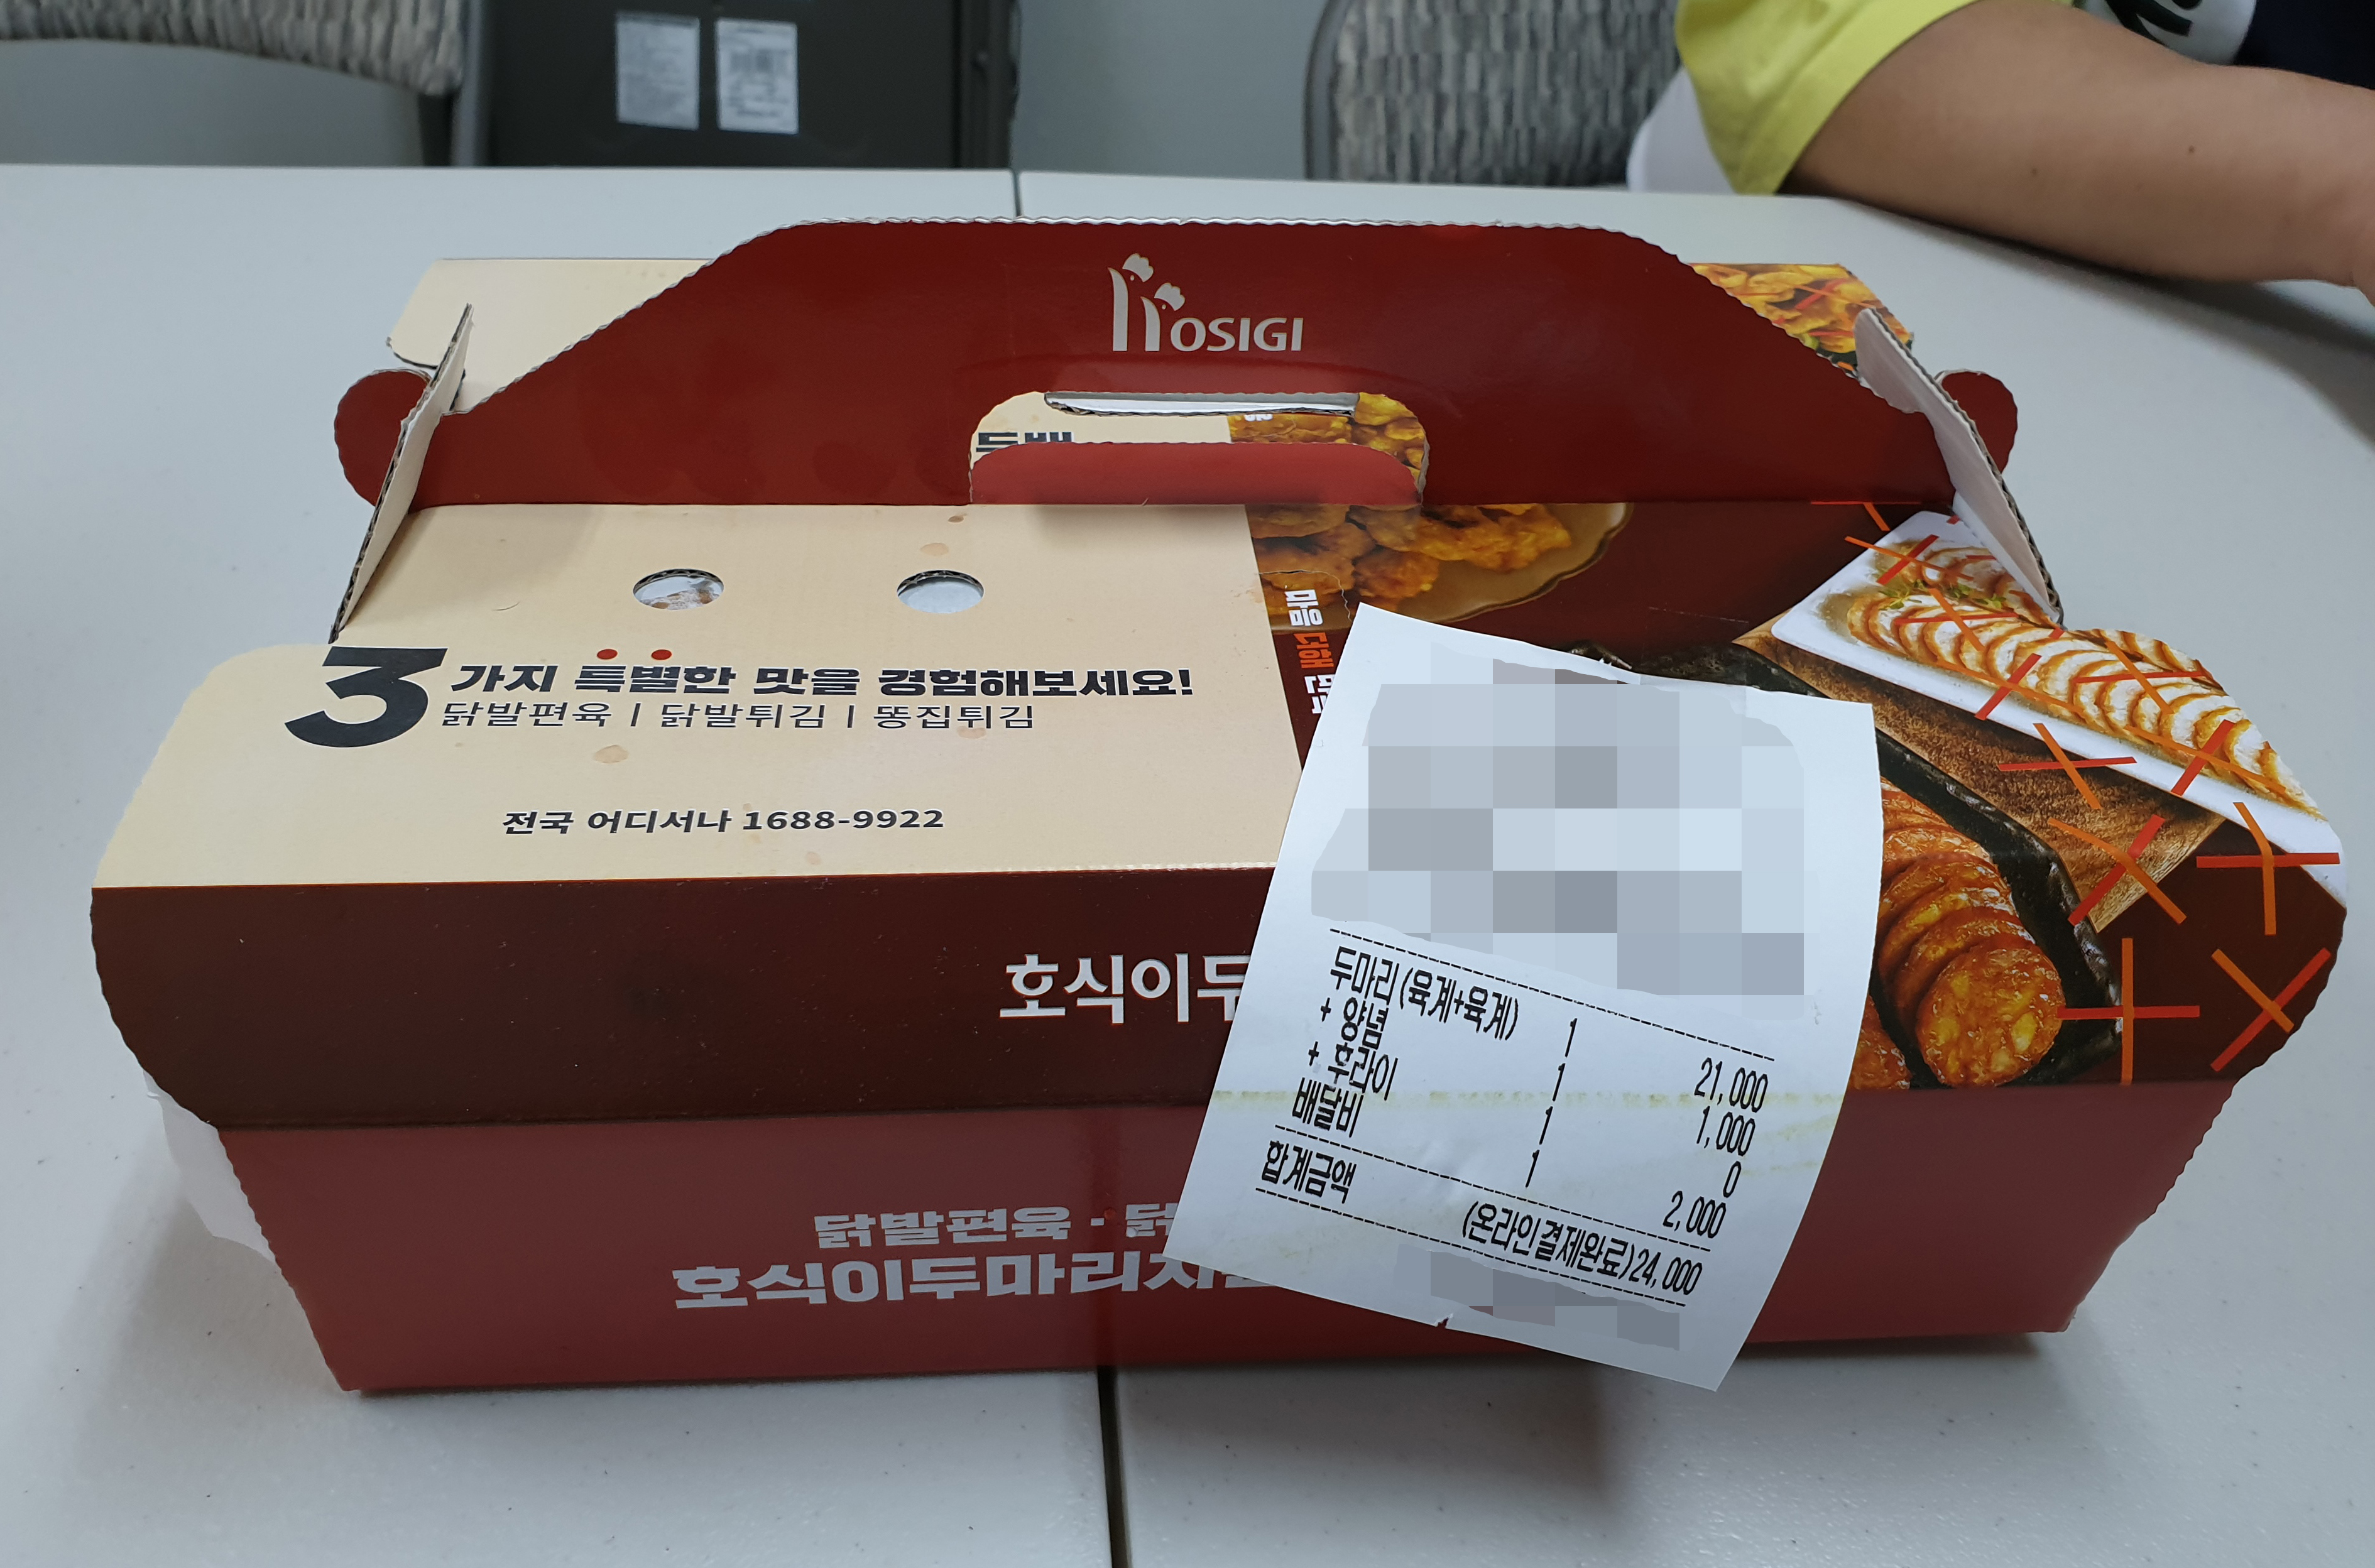 HOSIGI
3가지 특별한 맛을 경험해보세요!
닭발편육 | 닭발튀김 | 똥집튀김
전국 어디서나 1688-9922
마음 더해
호식이두
닭발편육 ·
호식이두마리치
두마리(육계+육계) 1 21,000
+ 양념 1 1,000
+ 후라이 1 0
배달비 1 2,000
합계금액 (온라인결제완료)24,000